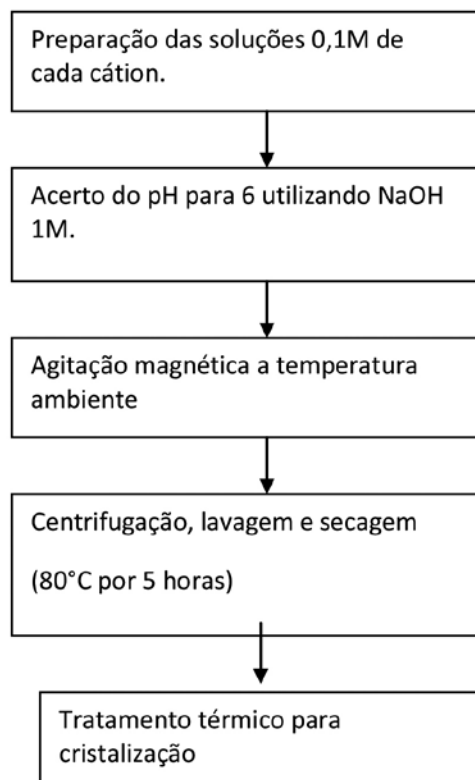 Preparação das soluções 0,1M de
cada cátion.
Acerto do pH para 6 utilizando NaOH
1M.
Agitação magnética a temperatura
ambiente
Centrifugação, lavagem e secagem
(80°C por 5 horas)
Tratamento térmico para
cristalização